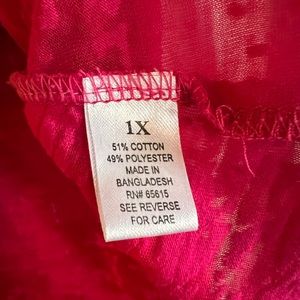 1X
51% COTTON
49% POLYESTER
MADE IN
BANGLADESH
RN# 65615
SEE REVERSE
FOR CARE